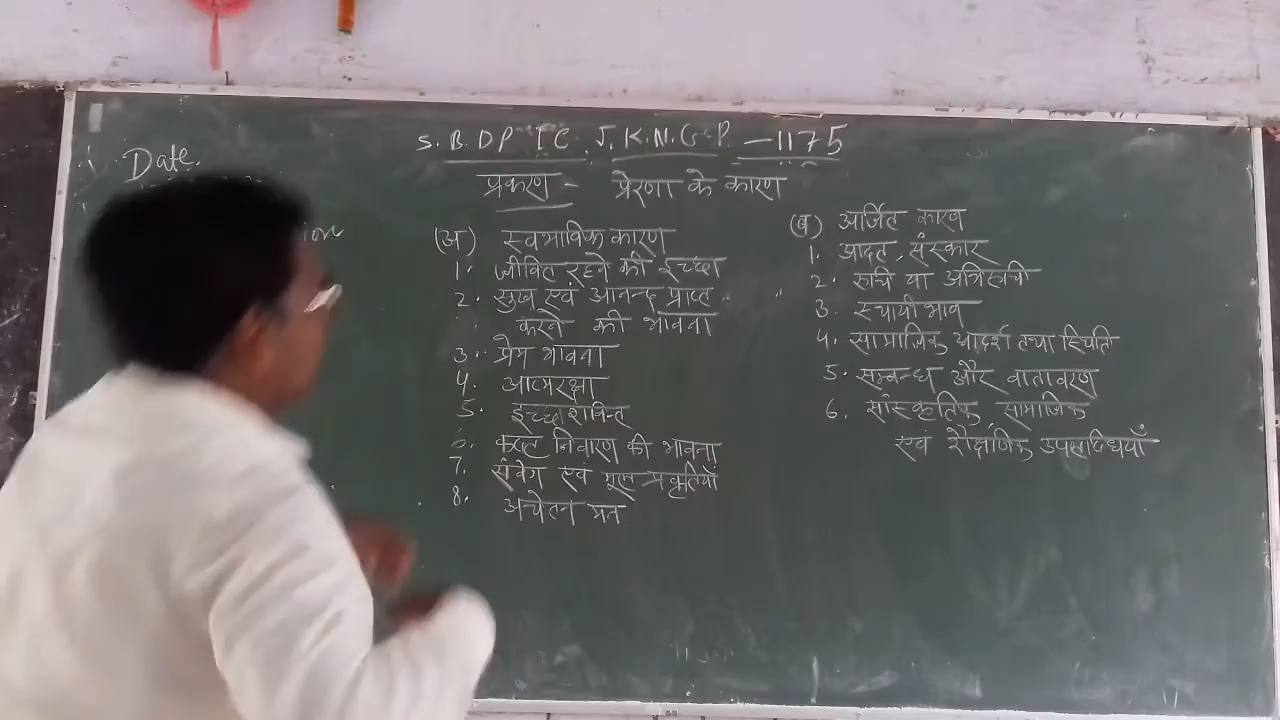 S.B.D.P I.C. J.K.N.G.P. - 1175
Date.
प्रकरण - प्रेरणा के कारण
(अ) स्वभाविक कारण
1. जीवित रहने की इच्छा
2. सुख एवं आनन्द प्राप्त
करने की भावना
3. प्रेम भावना
4. आत्मरक्षा
5. इच्छाशक्ति
6. कष्ट निवारण की भावना
7. संवेग एवं मूल प्रवृतियाँ
8. अचेतन मन
(ब) अर्जित कारण
1. आदत, संस्कार
2. रुचि या अभिरूची
3. स्थायी भाव
4. सामाजिक आदर्श तथा स्थिति
5. सम्बन्ध और वातावरण
6. सांस्कृतिक, सामाजिक
एवं शैक्षणिक उपलब्धियाँ